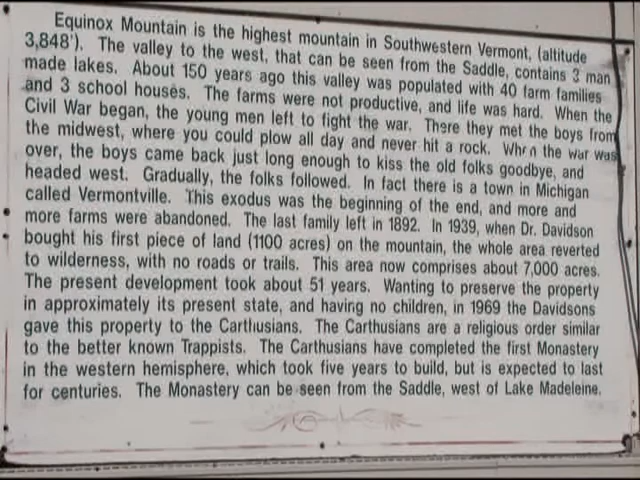 Equinox Mountain is the highest mountain in Southwestern Vermont, (altitude
3,848'). The valley to the west, that can be seen from the Saddle, contains 3 man
made lakes. About 150 years ago this valley was populated with 40 farm families
and 3 school houses. The farms were not productive, and life was hard. When the
Civil War began, the young men left to fight the war. There they met the boys from
the midwest, where you could plow all day and never hit a rock. When the war was
over, the boys came back just long enough to kiss the old folks goodbye, and
headed west. Gradually, the folks followed. In fact there is a town in Michigan
called Vermontville. This exodus was the beginning of the end, and more and
more farms were abandoned. The last family left in 1892. In 1939, when Dr. Davidson
bought his first piece of land (1100 acres) on the mountain, the whole area reverted
to wilderness, with no roads or trails. This area now comprises about 7,000 acres.
The present development took about 51 years. Wanting to preserve the property
in approximately its present state, and having no children, in 1969 the Davidsons
gave this property to the Carthusians. The Carthusians are a religious order similar
to the better known Trappists. The Carthusians have completed the first Monastery
in the western hemisphere, which took five years to build, but is expected to last
for centuries. The Monastery can be seen from the Saddle, west of Lake Madeleine.